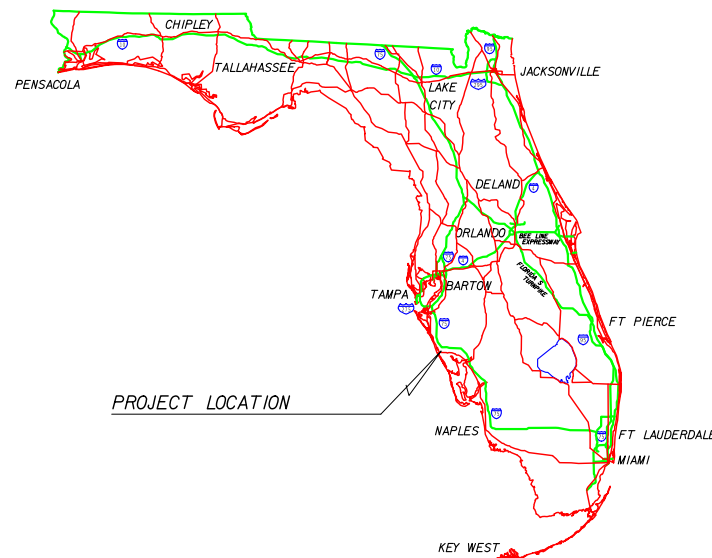 CHIPLEY
TALLAHASSEE
PENSACOLA
JACKSONVILLE
LAKE
CITY
DELAND
ORLANDO
BEE LINE
EXPRESSWAY
FLORIDA S
TURNPIKE
BARTON
TAMPA
FT PIERCE
PROJECT LOCATION
NAPLES
FT LAUDERDALE
MIAMI
KEY WEST